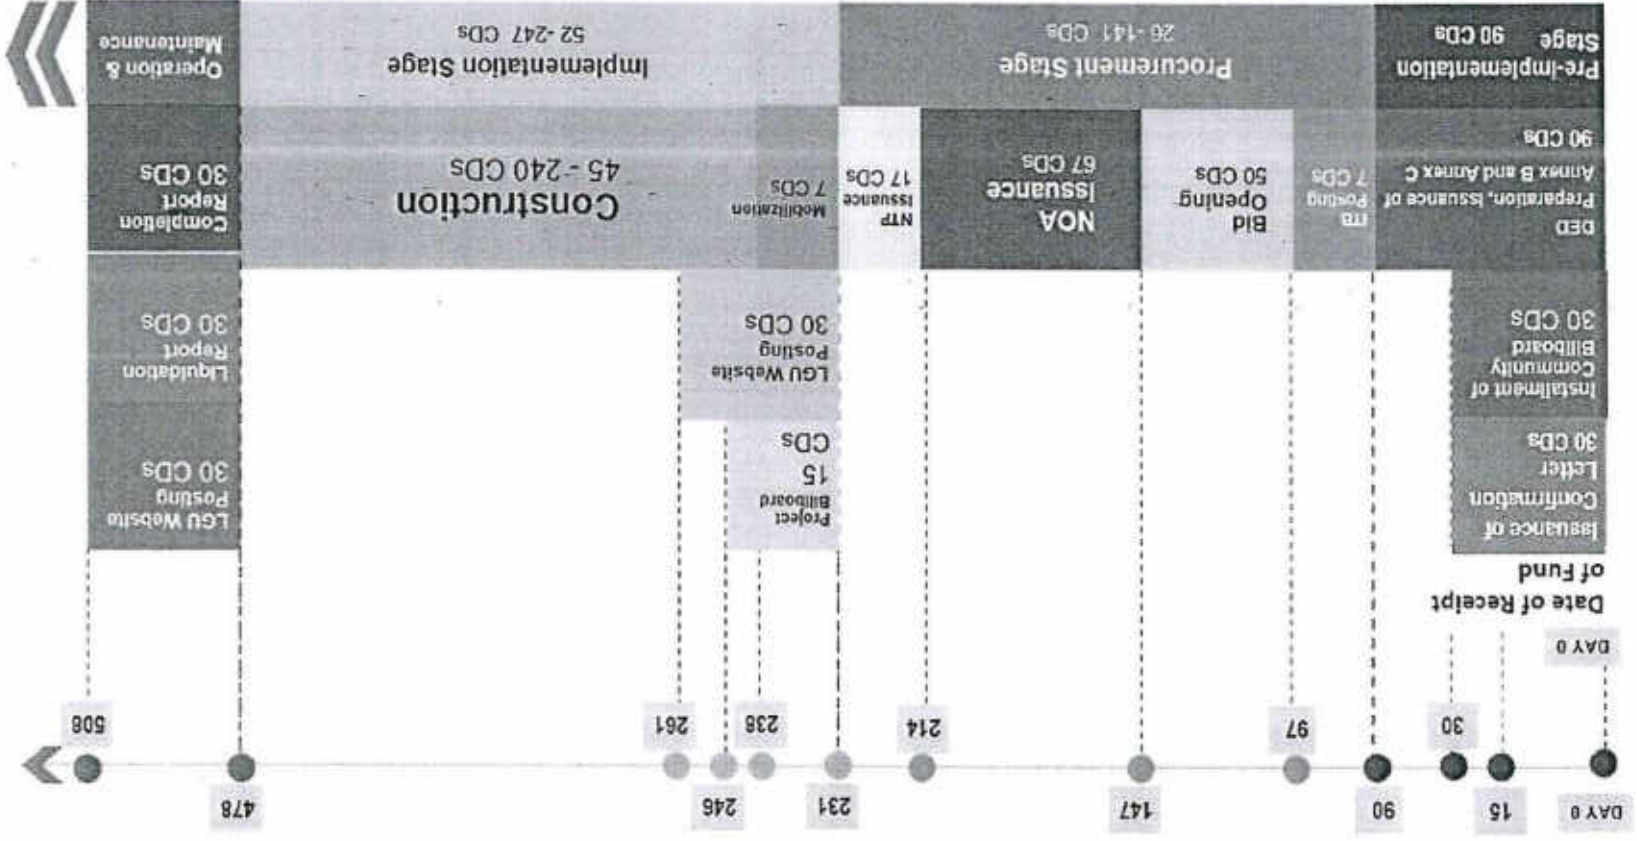 DAY 0
15
90
147
231
246
478
DAY 0
30
97
214
238
261
508
Date of Receipt
of Fund
Issuance of
Confirmation
Letter
30 CDs
Project
Billboard
15
CDs
LGU Website
Posting
30 CDs
Installment of
Community
Billboard
30 CDs
LGU Website
Posting
30 CDs
Liquidation
Report
30 CDs
DED
Preparation, Issuance of
Annex B and Annex C
90 CDs
ITB
Posting
7 CDs
Bid
Opening
50 CDs
NOA
Issuance
67 CDs
NTP
Issuance
17 CDs
Mobilization
7 CDs
Construction
45 - 240 CDs
Completion
Report
30 CDs
Pre-Implementation
Stage 90 CDs
Procurement Stage
26-141 CDs
Implementation Stage
52-247 CDs
Operation &
Maintenance